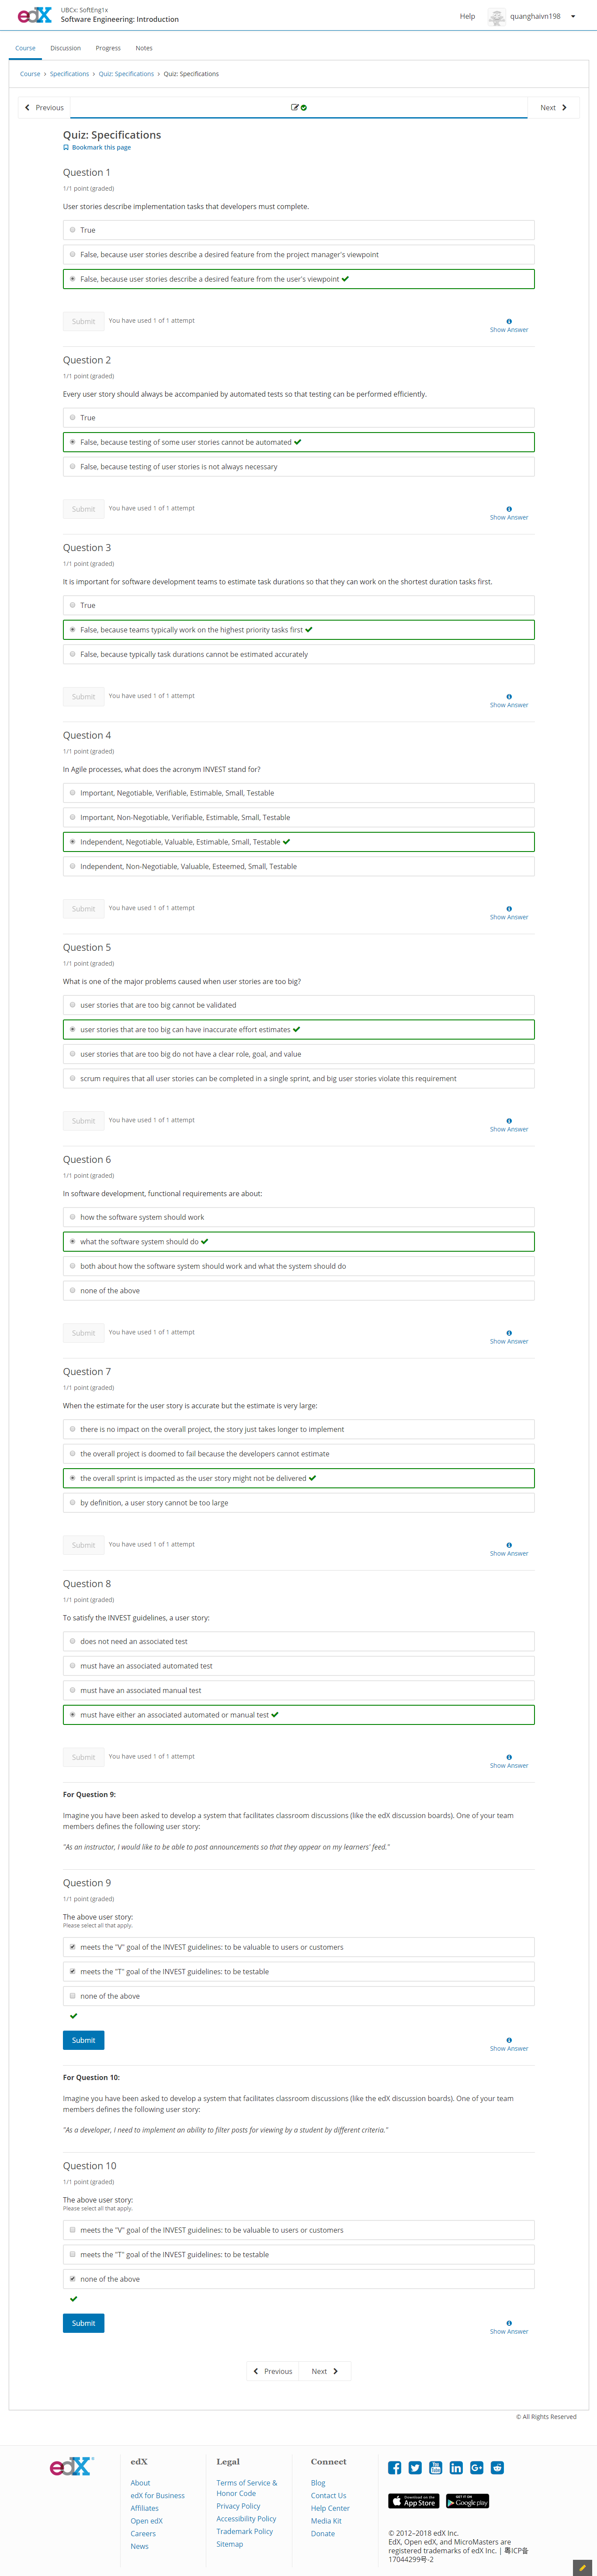 edX
UBCx: SoftEng1x
Software Engineering: Introduction
Help
quanghaivn198
Course
Discussion
Progress
Notes
Course › Specifications › Quiz: Specifications › Quiz: Specifications
Previous
Next
Quiz: Specifications
Bookmark this page
Question 1
1/1 point (graded)
User stories describe implementation tasks that developers must complete.
True
False, because user stories describe a desired feature from the project manager's viewpoint
False, because user stories describe a desired feature from the user's viewpoint
Submit
You have used 1 of 1 attempt
Show Answer
Question 2
1/1 point (graded)
Every user story should always be accompanied by automated tests so that testing can be performed efficiently.
True
False, because testing of some user stories cannot be automated
False, because testing of user stories is not always necessary
Submit
You have used 1 of 1 attempt
Show Answer
Question 3
1/1 point (graded)
It is important for software development teams to estimate task durations so that they can work on the shortest duration tasks first.
True
False, because teams typically work on the highest priority tasks first
False, because typically task durations cannot be estimated accurately
Submit
You have used 1 of 1 attempt
Show Answer
Question 4
1/1 point (graded)
In Agile processes, what does the acronym INVEST stand for?
Important, Negotiable, Verifiable, Estimable, Small, Testable
Important, Non-Negotiable, Verifiable, Estimable, Small, Testable
Independent, Negotiable, Valuable, Estimable, Small, Testable
Independent, Non-Negotiable, Valuable, Esteemed, Small, Testable
Submit
You have used 1 of 1 attempt
Show Answer
Question 5
1/1 point (graded)
What is one of the major problems caused when user stories are too big?
user stories that are too big cannot be validated
user stories that are too big can have inaccurate effort estimates
user stories that are too big do not have a clear role, goal, and value
scrum requires that all user stories can be completed in a single sprint, and big user stories violate this requirement
Submit
You have used 1 of 1 attempt
Show Answer
Question 6
1/1 point (graded)
In software development, functional requirements are about:
how the software system should work
what the software system should do
both about how the software system should work and what the system should do
none of the above
Submit
You have used 1 of 1 attempt
Show Answer
Question 7
1/1 point (graded)
When the estimate for the user story is accurate but the estimate is very large:
there is no impact on the overall project, the story just takes longer to implement
the overall project is doomed to fail because the developers cannot estimate
the overall sprint is impacted as the user story might not be delivered
by definition, a user story cannot be too large
Submit
You have used 1 of 1 attempt
Show Answer
Question 8
1/1 point (graded)
To satisfy the INVEST guidelines, a user story:
does not need an associated test
must have an associated automated test
must have an associated manual test
must have either an associated automated or manual test
Submit
You have used 1 of 1 attempt
Show Answer
For Question 9:
Imagine you have been asked to develop a system that facilitates classroom discussions (like the edX discussion boards). One of your team
members defines the following user story:
"As an instructor, I would like to be able to post announcements so that they appear on my learners' feed."
Question 9
1/1 point (graded)
The above user story:
Please select all that apply.
meets the "V" goal of the INVEST guidelines: to be valuable to users or customers
meets the "T" goal of the INVEST guidelines: to be testable
none of the above
Submit
Show Answer
For Question 10:
Imagine you have been asked to develop a system that facilitates classroom discussions (like the edX discussion boards). One of your team
members defines the following user story:
"As a developer, I need to implement an ability to filter posts for viewing by a student by different criteria."
Question 10
1/1 point (graded)
The above user story:
Please select all that apply.
meets the "V" goal of the INVEST guidelines: to be valuable to users or customers
meets the "T" goal of the INVEST guidelines: to be testable
none of the above
Submit
Show Answer
Previous
Next
© All Rights Reserved
edX
edX
About
edX for Business
Affiliates
Open edX
Careers
News
Legal
Terms of Service &
Honor Code
Privacy Policy
Accessibility Policy
Trademark Policy
Sitemap
Connect
Blog
Contact Us
Help Center
Media Kit
Donate
Download on the
App Store
GET IT ON
Google play
© 2012–2018 edX Inc.
EdX, Open edX, and MicroMasters are
registered trademarks of edX Inc. | 粤ICP备
17044299号-2